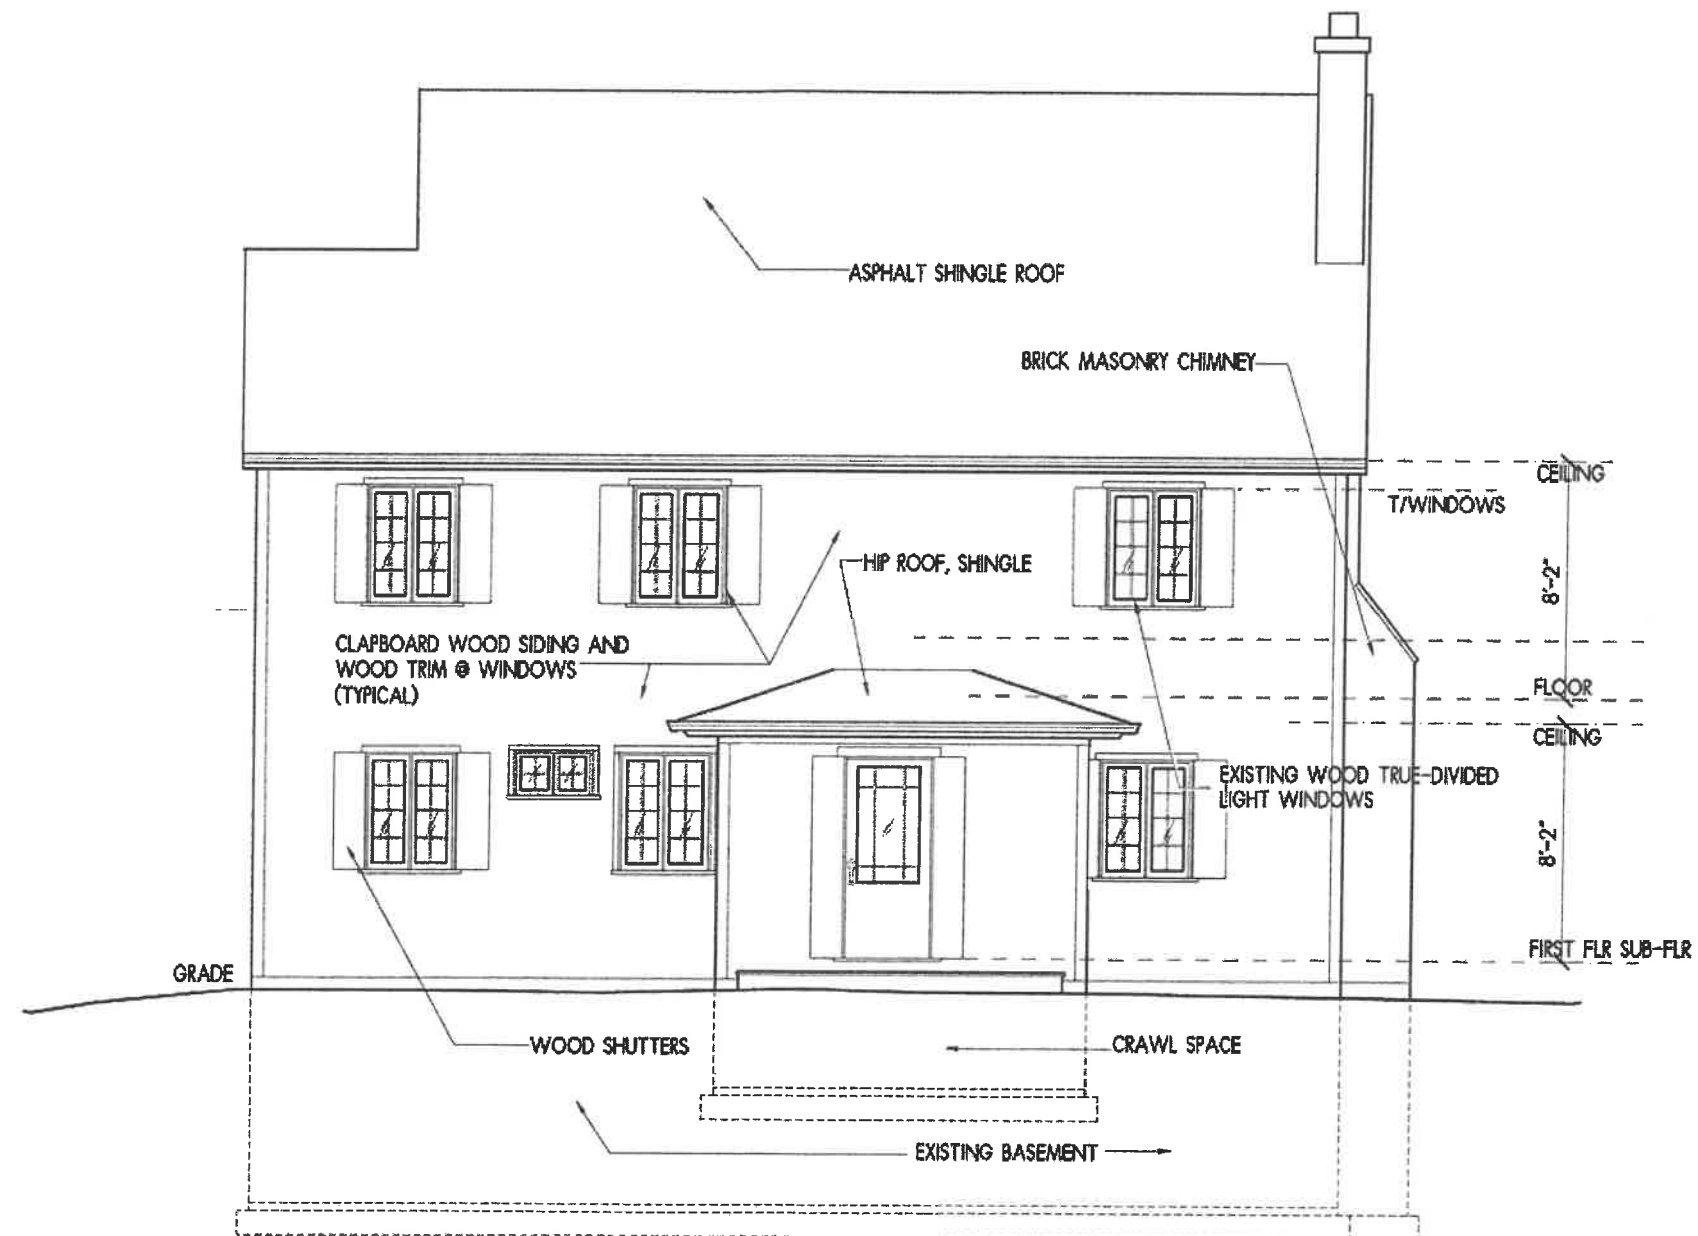 ASPHALT SHINGLE ROOF
BRICK MASONRY CHIMNEY
CEILING
T/WINDOWS
HIP ROOF, SHINGLE
8'-2"
CLAPBOARD WOOD SIDING AND
WOOD TRIM @ WINDOWS
(TYPICAL)
FLOOR
CEILING
EXISTING WOOD TRUE-DIVIDED
LIGHT WINDOWS
8'-2"
FIRST FLR SUB-FLR
GRADE
WOOD SHUTTERS
CRAWL SPACE
EXISTING BASEMENT